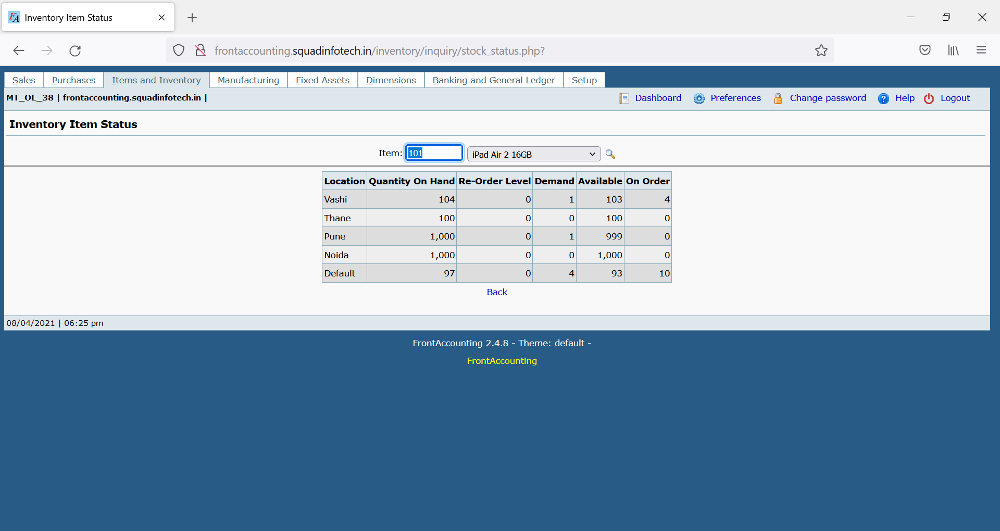 Inventory Item Status
frontaccounting.squadinfotech.in/inventory/inquiry/stock_status.php?
Sales Purchases Items and Inventory Manufacturing Fixed Assets Dimensions Banking and General Ledger Setup
MT_OL_38 | frontaccounting.squadinfotech.in | Dashboard Preferences Change password Help Logout
Inventory Item Status
Item: 101 iPad Air 2 16GB
Location Quantity On Hand Re-Order Level Demand Available On Order
Vashi 104 0 1 103 4
Thane 100 0 0 100 0
Pune 1,000 0 1 999 0
Noida 1,000 0 0 1,000 0
Default 97 0 4 93 10
Back
08/04/2021 | 06:25 pm
FrontAccounting 2.4.8 - Theme: default -
FrontAccounting